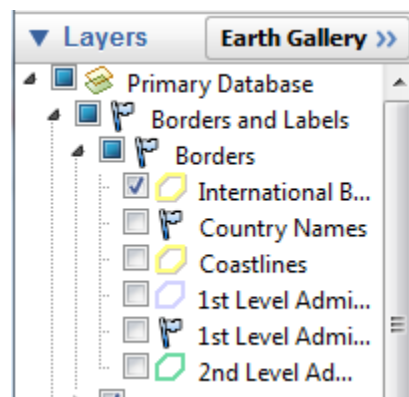 Layers Earth Gallery >>
Primary Database
Borders and Labels
Borders
International B...
Country Names
Coastlines
1st Level Admi...
1st Level Admi...
2nd Level Ad...